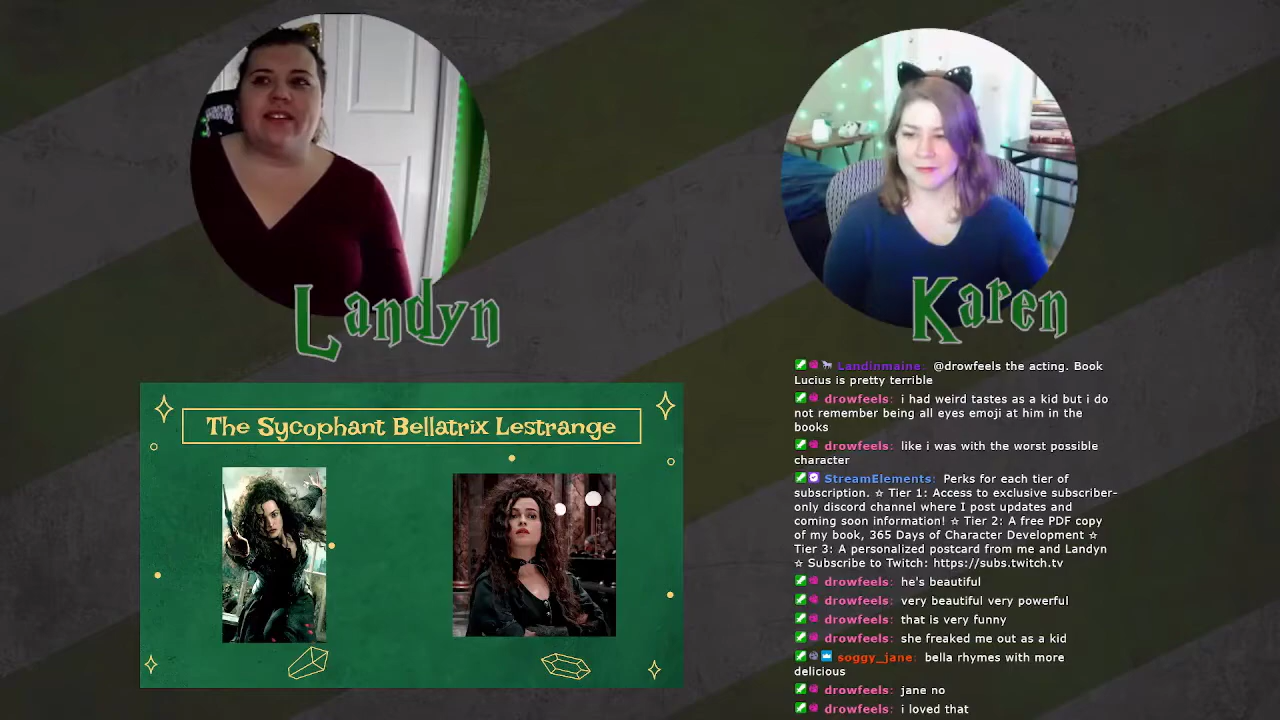 Landyn
Karen
The Sycophant Bellatrix Lestrange
Landinmaine: @drowfeels the acting. Book
Lucius is pretty terrible
drowfeels: i had weird tastes as a kid but i do
not remember being all eyes emoji at him in the
books
drowfeels: like i was with the worst possible
character
StreamElements: Perks for each tier of
subscription. ☆ Tier 1: Access to exclusive subscriber-
only discord channel where I post updates and
coming soon information! ☆ Tier 2: A free PDF copy
of my book, 365 Days of Character Development ☆
Tier 3: A personalized postcard from me and Landyn
☆ Subscribe to Twitch: https://subs.twitch.tv
drowfeels: he's beautiful
drowfeels: very beautiful very powerful
drowfeels: that is very funny
drowfeels: she freaked me out as a kid
soggy_jane: bella rhymes with more
delicious
drowfeels: jane no
drowfeels: i loved that